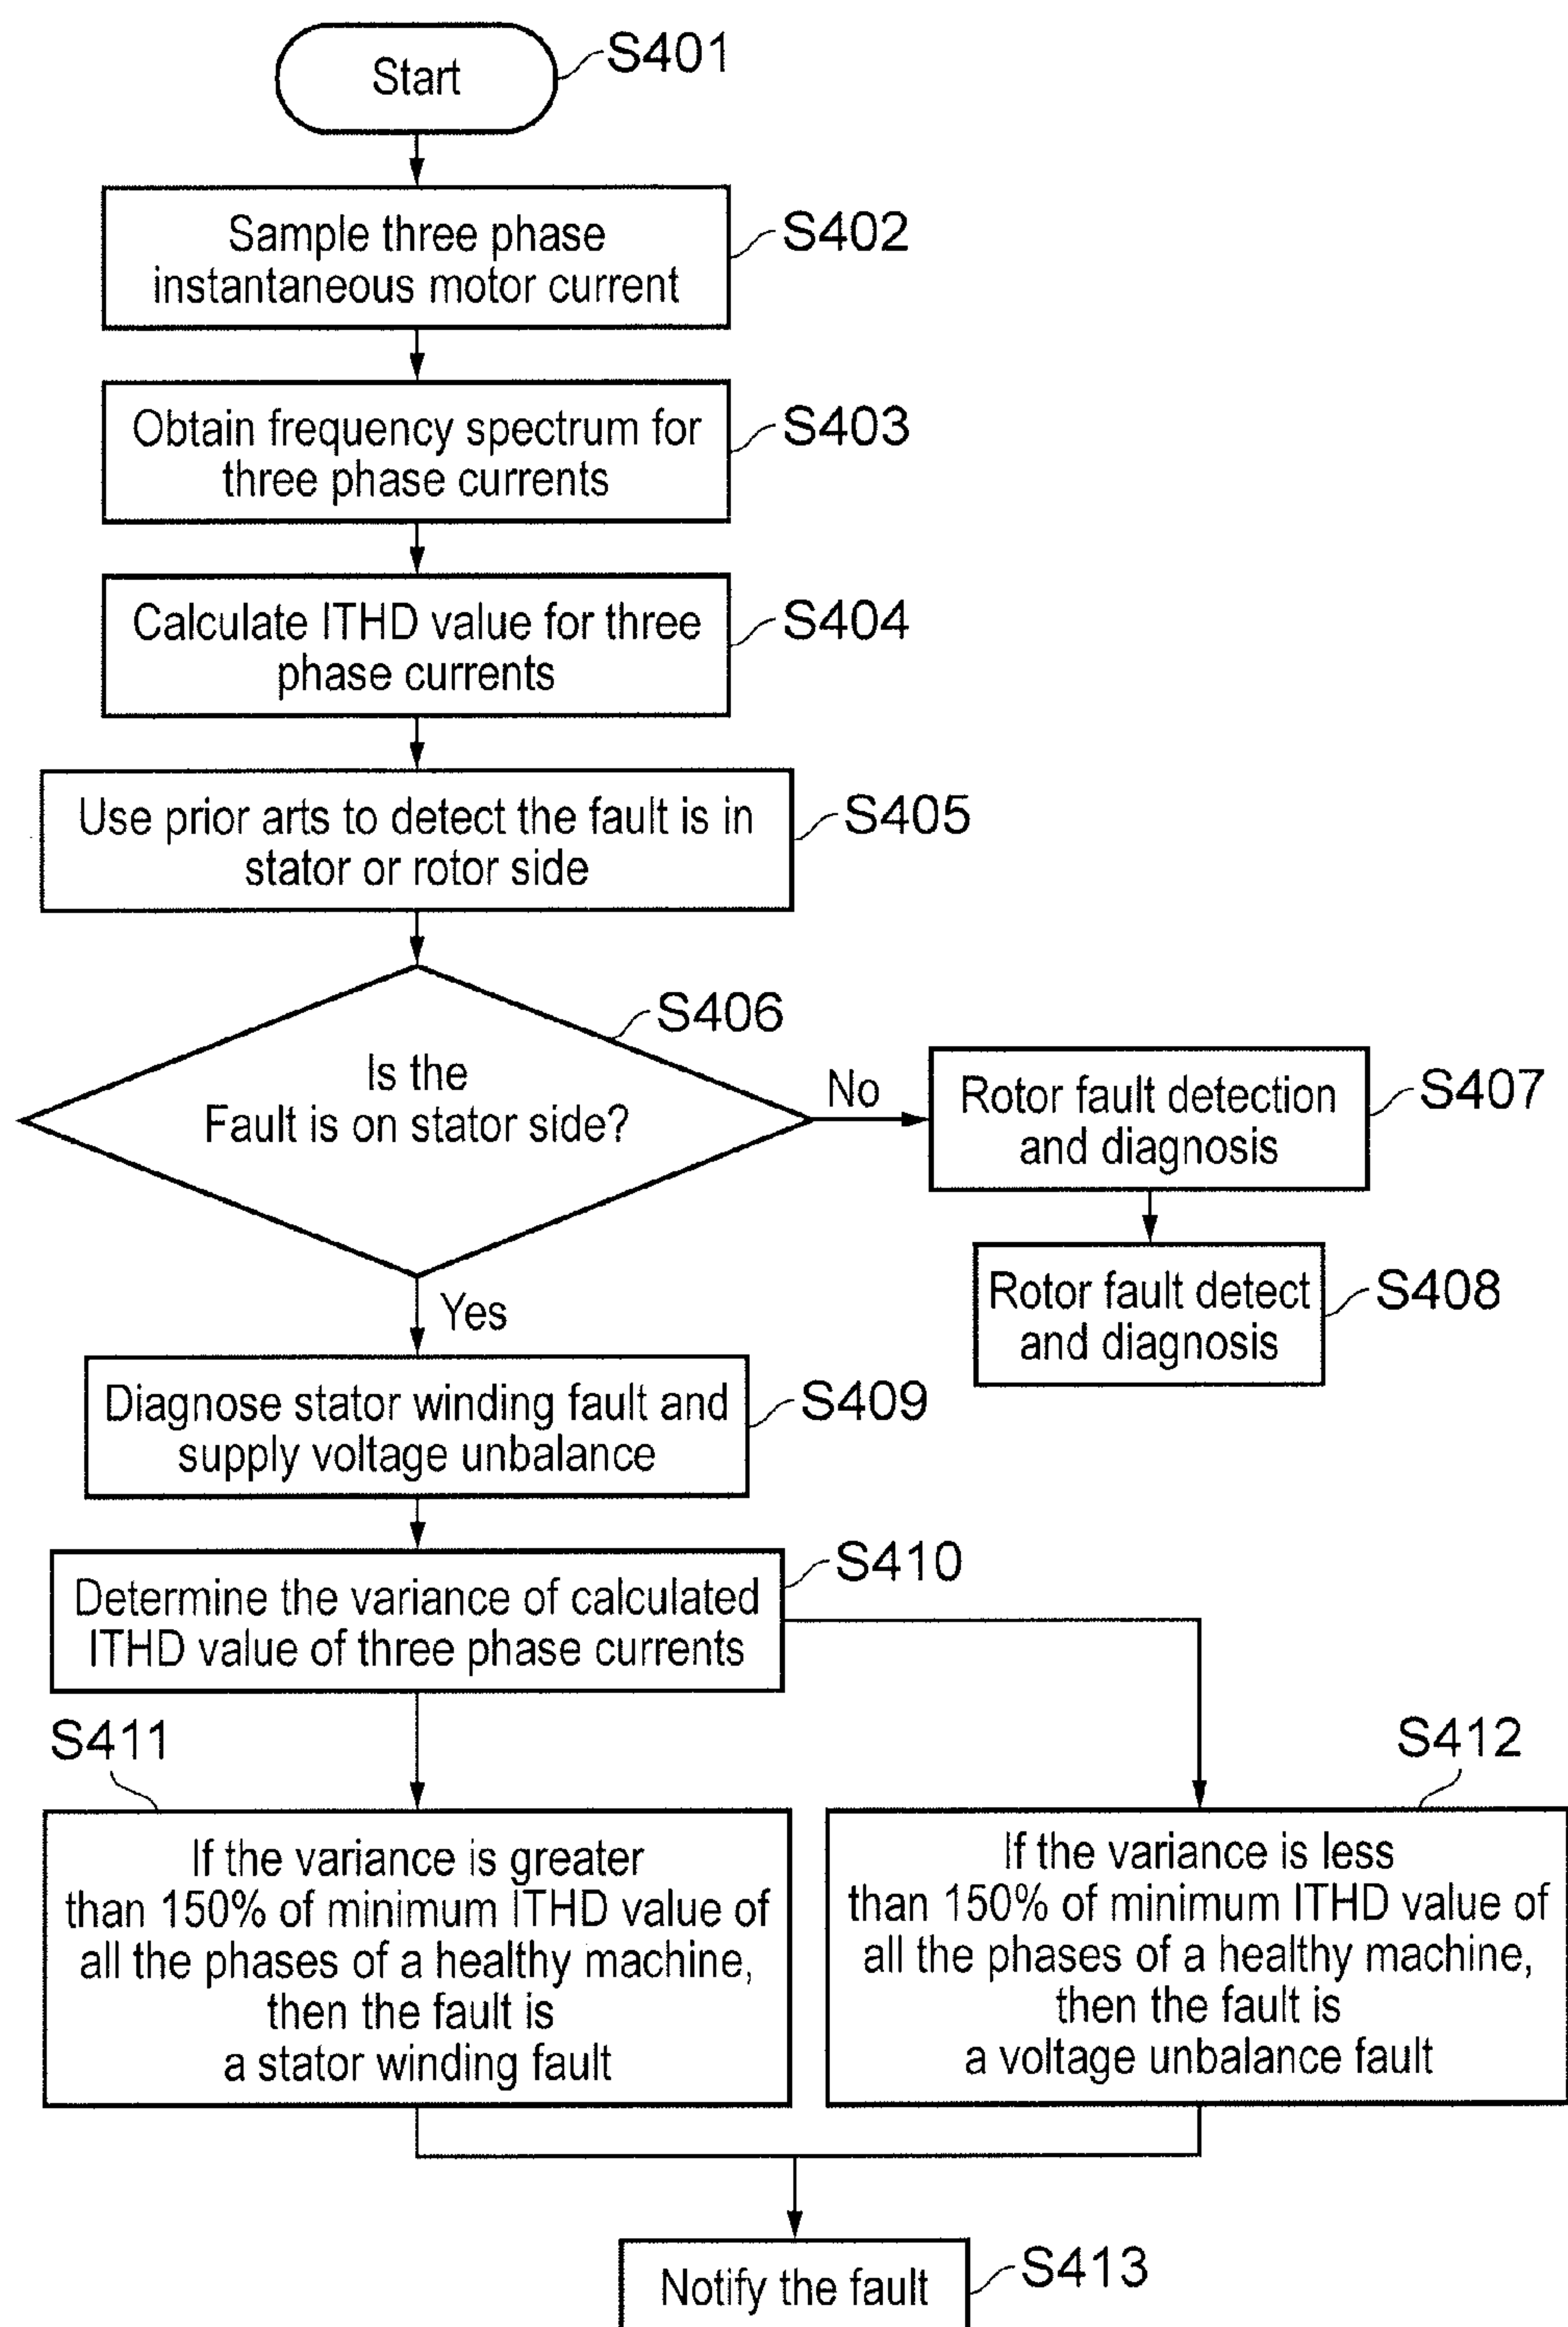 Start
S401
Sample three phase
instantaneous motor current
S402
Obtain frequency spectrum for
three phase currents
S403
Calculate ITHD value for three
phase currents
S404
Use prior arts to detect the fault is in
stator or rotor side
S405
Is the
Fault is on stator side?
S406
No
Rotor fault detection
and diagnosis
S407
Rotor fault detect
and diagnosis
S408
Yes
Diagnose stator winding fault and
supply voltage unbalance
S409
Determine the variance of calculated
ITHD value of three phase currents
S410
S411
If the variance is greater
than 150% of minimum ITHD value of
all the phases of a healthy machine,
then the fault is
a stator winding fault
S412
If the variance is less
than 150% of minimum ITHD value of
all the phases of a healthy machine,
then the fault is
a voltage unbalance fault
Notify the fault
S413